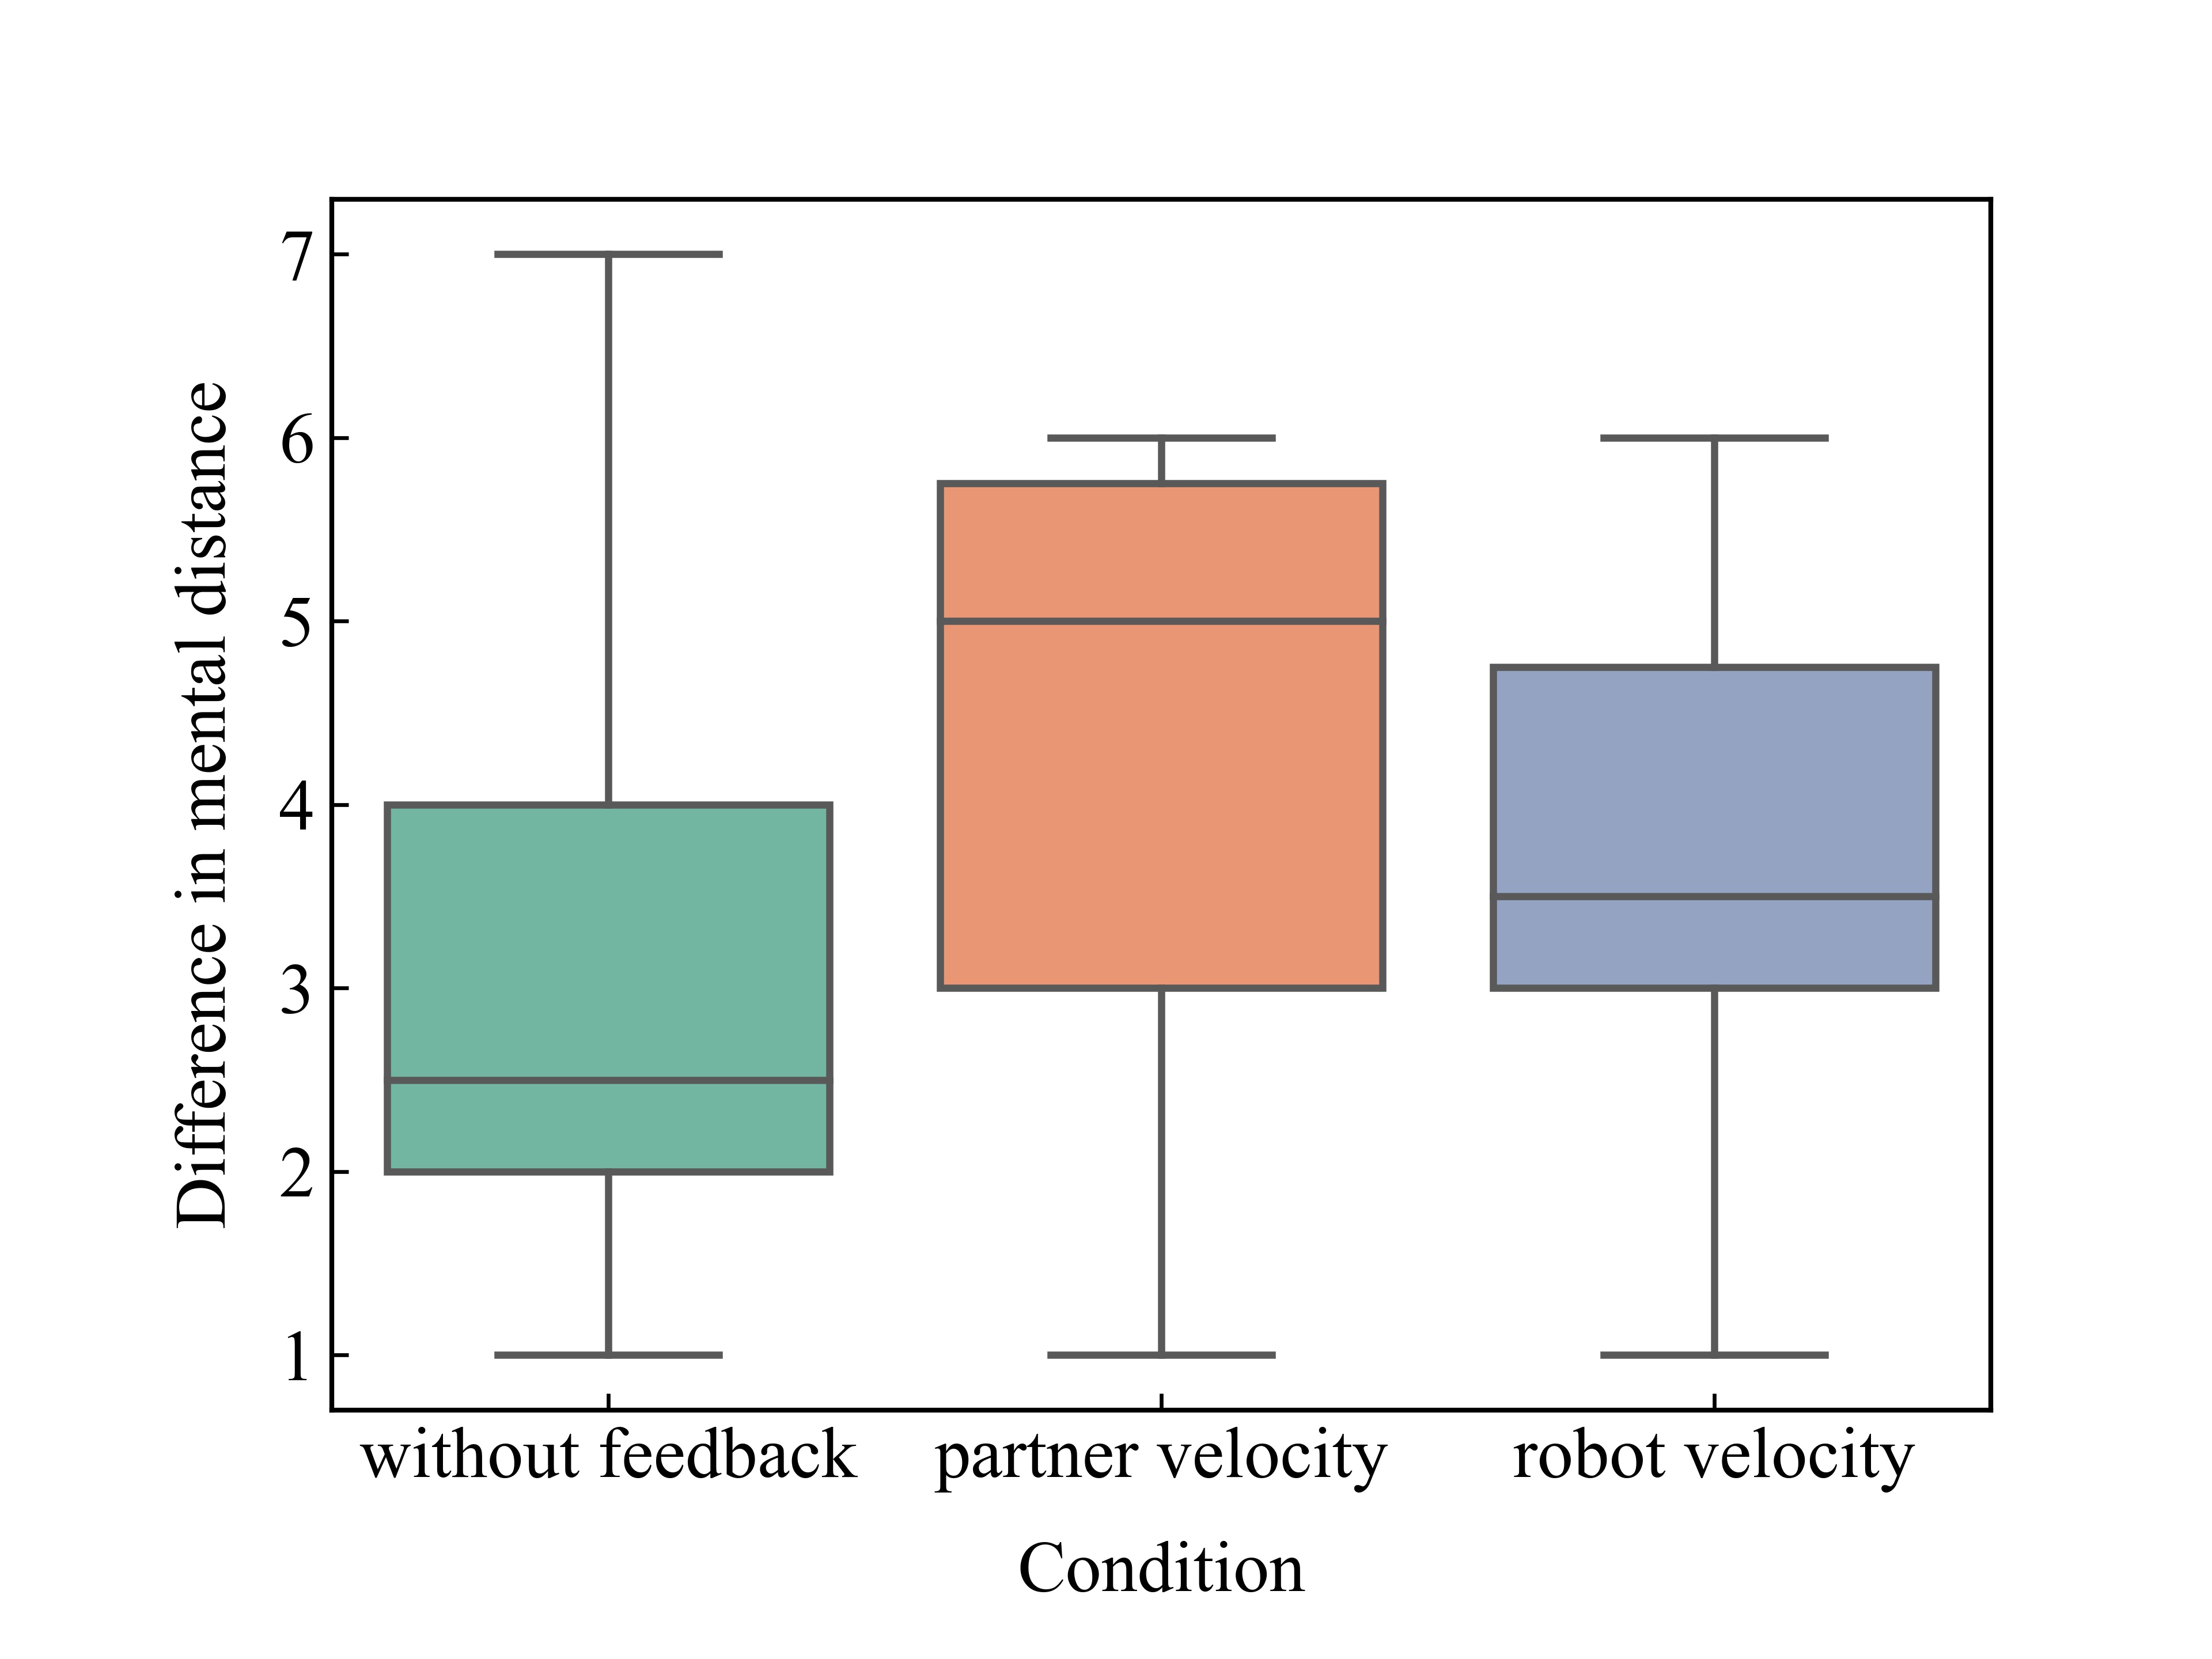 Difference in mental distance
7
6
5
4
3
2
1
without feedback partner velocity robot velocity
Condition